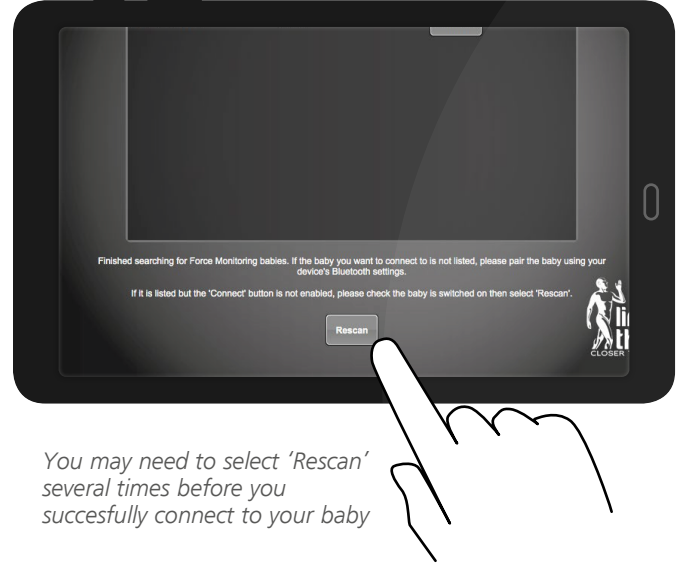 Finished searching for Force Monitoring babies. If the baby you want to connect to is not listed, please pair the baby using your
device's Bluetooth settings.
If it is listed but the 'Connect' button is not enabled, please check the baby is switched on then select 'Rescan'.
Rescan
CLOSER
You may need to select ‘Rescan’
several times before you
succesfully connect to your baby